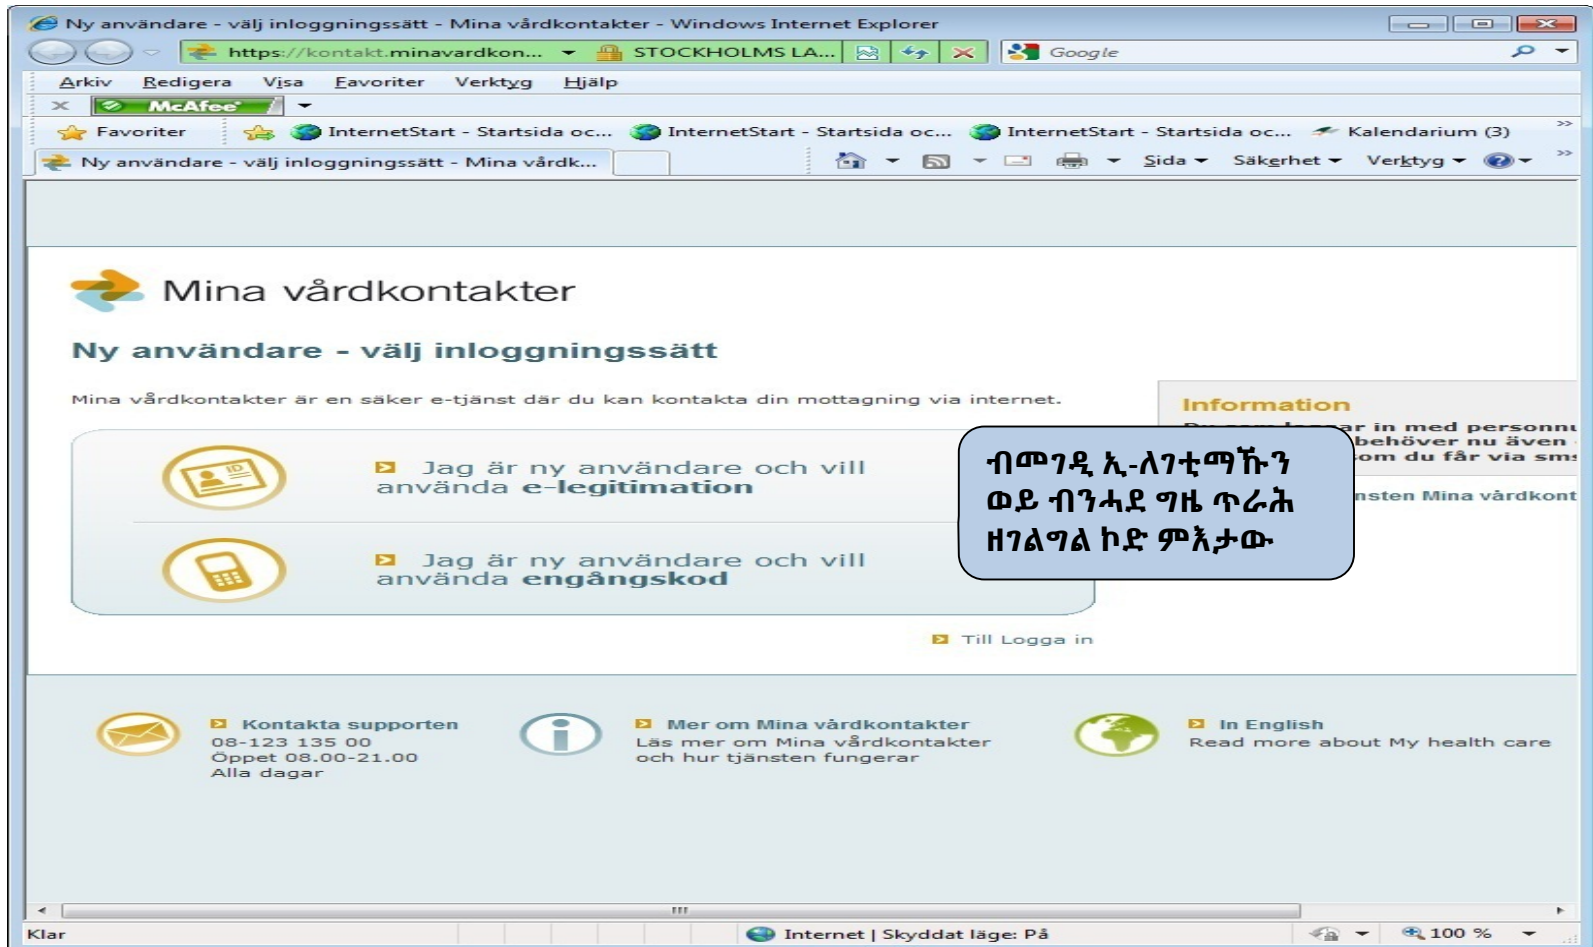 Ny användare - välj inloggningssätt - Mina vårdkontakter - Windows Internet Explorer
https://kontakt.minavardkon... STOCKHOLMS LA... Google
Arkiv Redigera Visa Favoriter Verktyg Hjälp
McAfee
Favoriter InternetStart - Startsida oc... InternetStart - Startsida oc... InternetStart - Startsida oc... Kalendarium (3)
Ny användare - välj inloggningssätt - Mina vårdk... Sida Säkerhet Verktyg
Mina vårdkontakter
Ny användare - välj inloggningssätt
Mina vårdkontakter är en säker e-tjänst där du kan kontakta din mottagning via internet.
Jag är ny användare och vill
använda e-legitimation
Jag är ny användare och vill
använda engångskod
Till Logga in
Information
in med personnu
behöver nu även
om du får via sms
nsten Mina vårdkont
ብመገዲ ኢ-ለገቲማሹን
ወይ ብንሓደ ግዜ ጥራሕ
ዘገልግል ኮድ ምእታው
Kontakta supporten
08-123 135 00
Öppet 08.00-21.00
Alla dagar
Mer om Mina vårdkontakter
Läs mer om Mina vårdkontakter
och hur tjänsten fungerar
In English
Read more about My health care
Klar Internet | Skyddat läge: På 100 %